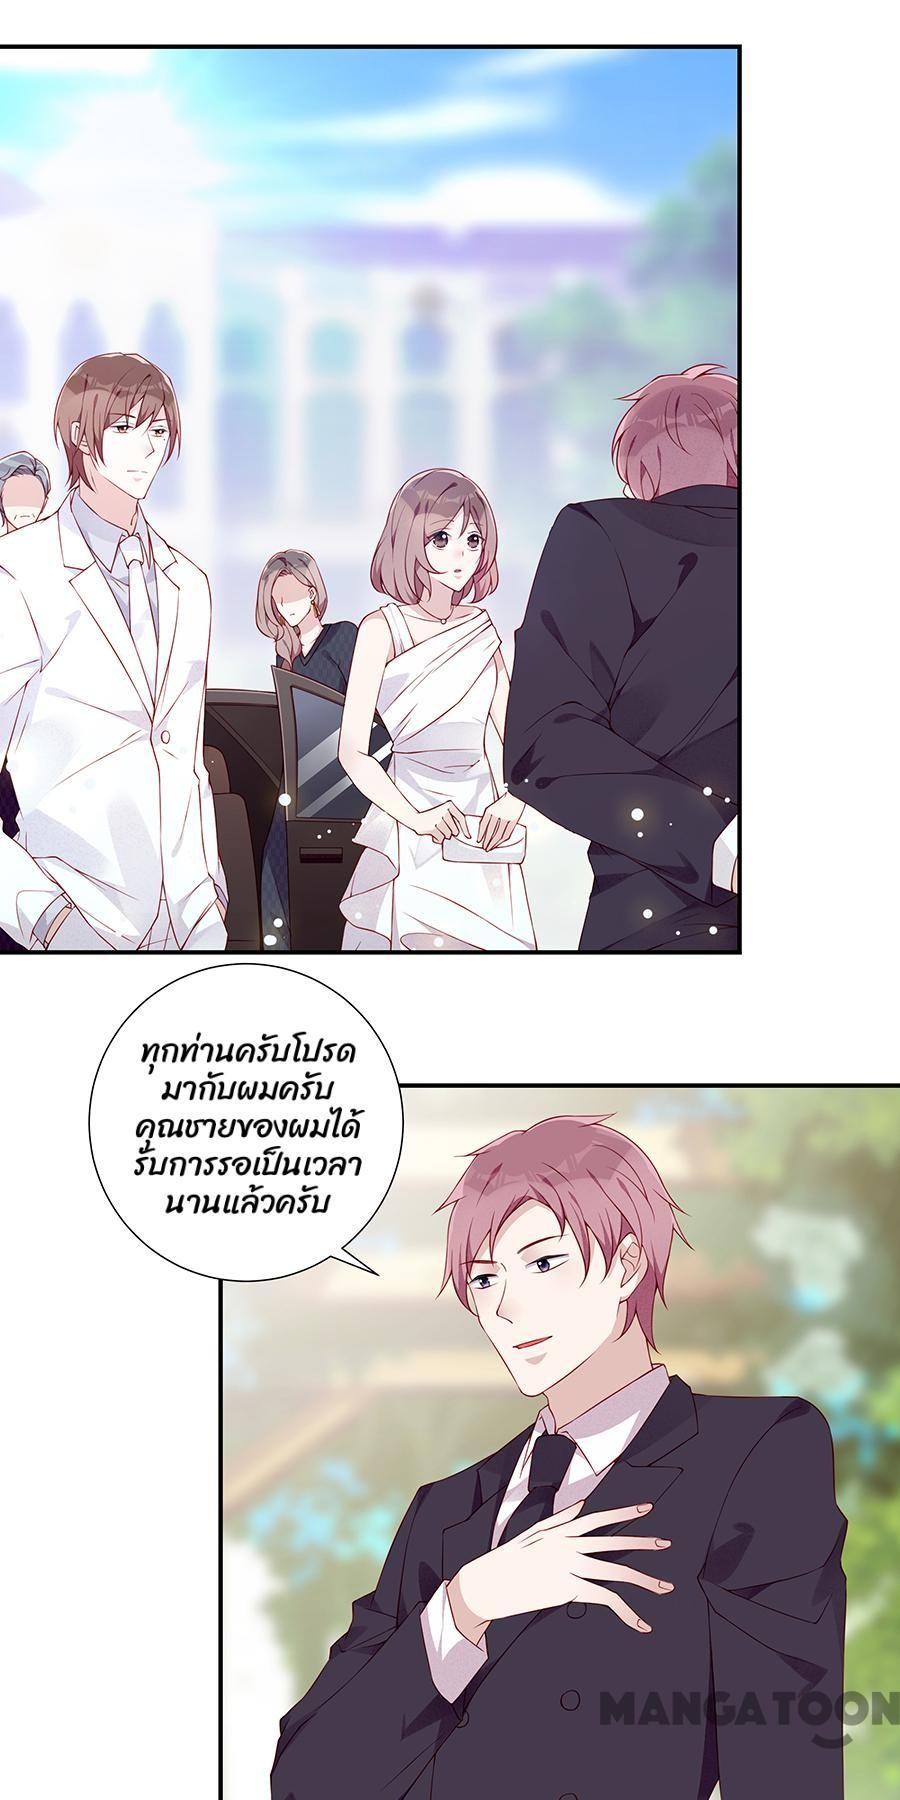 ทุกท่านครับโปรด
มากับผมครับ
คุณชายของผมได้
รับการรอเป็นเวลา
นานแล้วครับ
MANGATOON